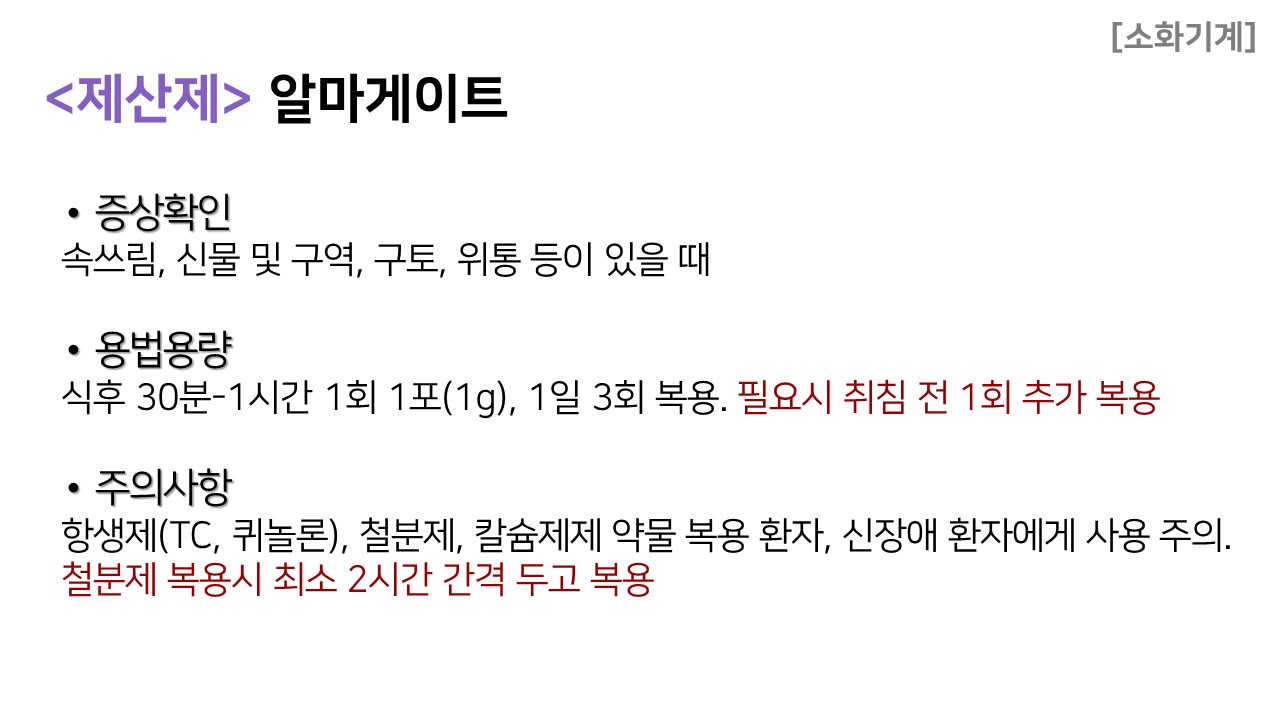 [소화기계]
<제산제> 알마게이트
• 증상확인
속쓰림, 신물 및 구역, 구토, 위통 등이 있을 때
• 용법용량
식후 30분-1시간 1회 1포(1g), 1일 3회 복용. 필요시 취침 전 1회 추가 복용
• 주의사항
항생제(TC, 퀴놀론), 철분제, 칼슘제제 약물 복용 환자, 신장애 환자에게 사용 주의.
철분제 복용시 최소 2시간 간격 두고 복용